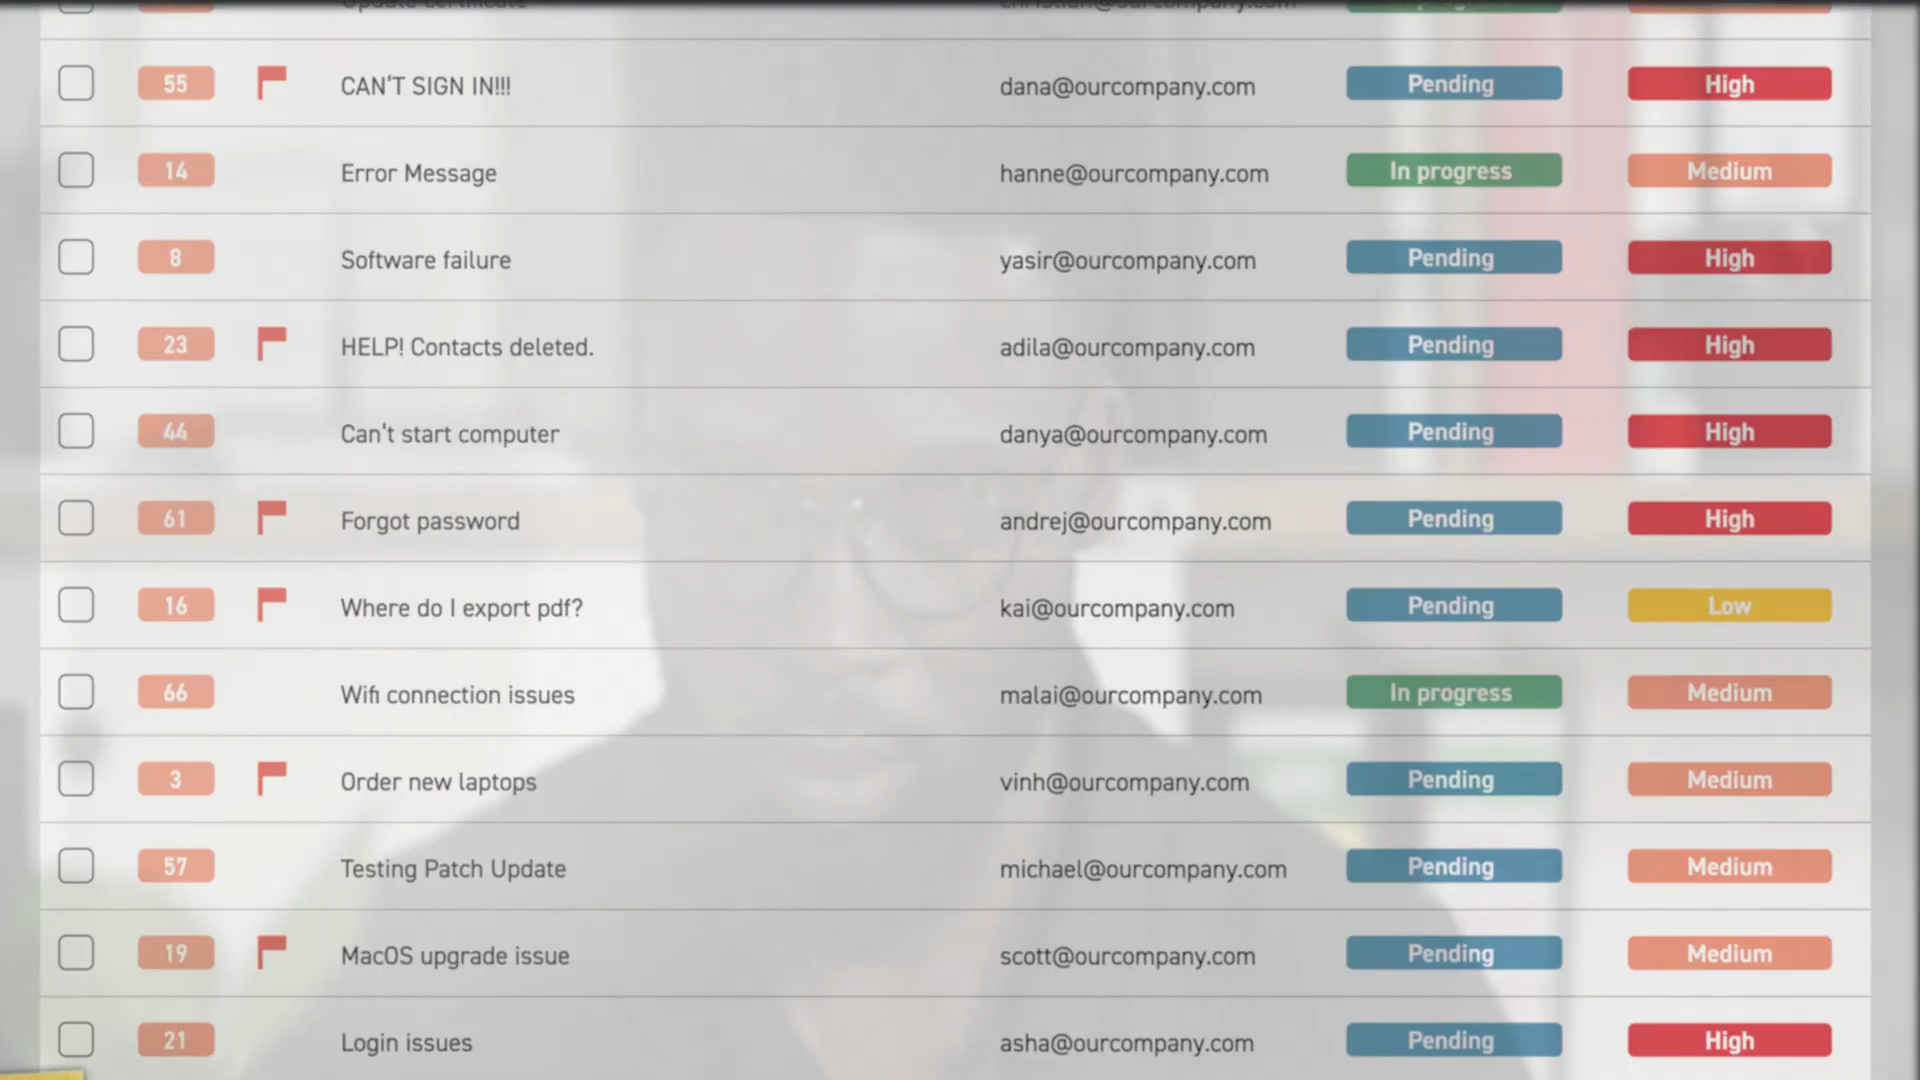 Update certificate christian@ourcompany.com
55 CAN'T SIGN IN!!! dana@ourcompany.com Pending High
14 Error Message hanne@ourcompany.com In progress Medium
8 Software failure yasir@ourcompany.com Pending High
23 HELP! Contacts deleted. adila@ourcompany.com Pending High
44 Can't start computer danya@ourcompany.com Pending High
61 Forgot password andrej@ourcompany.com Pending High
16 Where do I export pdf? kai@ourcompany.com Pending Low
66 Wifi connection issues malai@ourcompany.com In progress Medium
3 Order new laptops vinh@ourcompany.com Pending Medium
57 Testing Patch Update michael@ourcompany.com Pending Medium
19 MacOS upgrade issue scott@ourcompany.com Pending Medium
21 Login issues asha@ourcompany.com Pending High